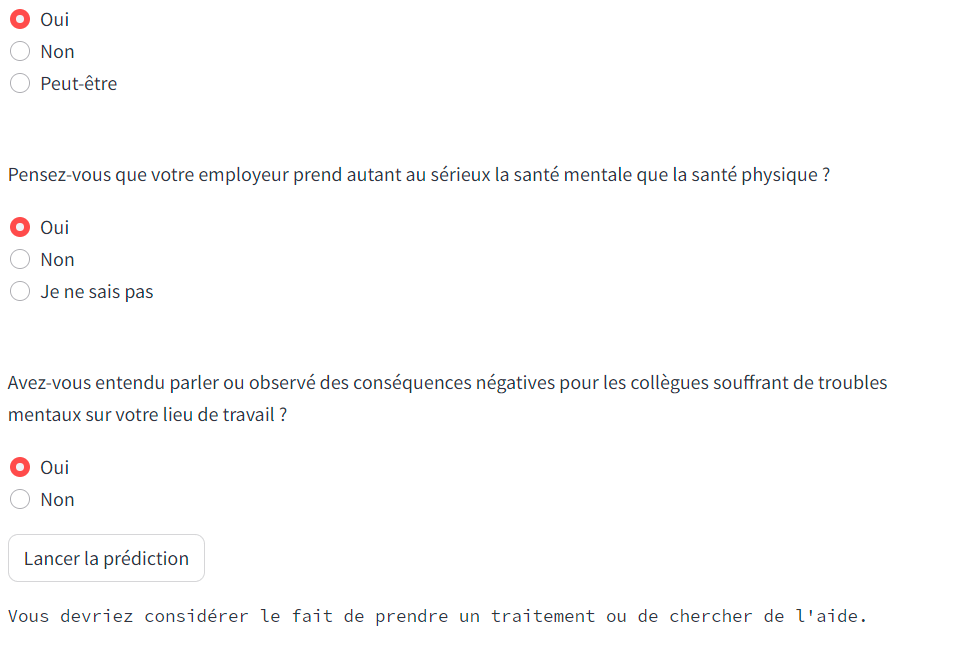 Oui
Non
Peut-être
Pensez-vous que votre employeur prend autant au sérieux la santé mentale que la santé physique ?
Oui
Non
Je ne sais pas
Avez-vous entendu parler ou observé des conséquences négatives pour les collègues souffrant de troubles
mentaux sur votre lieu de travail ?
Oui
Non
Lancer la prédiction
Vous devriez considérer le fait de prendre un traitement ou de chercher de l'aide.